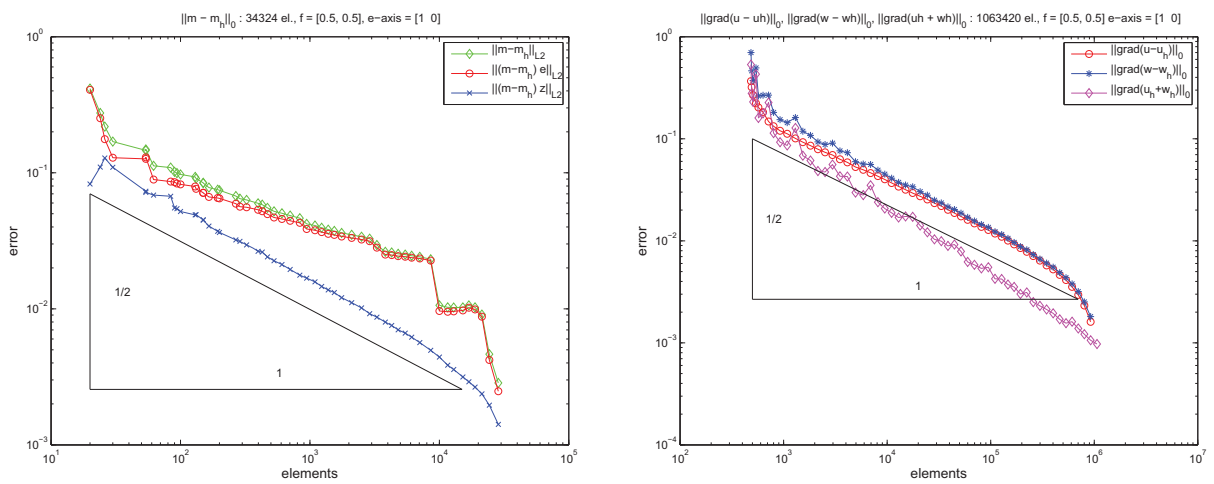 ||m − m_h||_0 : 34324 el., f = [0.5, 0.5], e−axis = [1 0]
10^0
10^−1
10^−2
10^−3
error
||m−m_h||_L2
||(m−m_h) e||_L2
||(m−m_h) z||_L2
1/2
1
10^1 10^2 10^3 10^4 10^5
elements
||grad(u − uh)||_0, ||grad(w − wh)||_0, ||grad(uh + wh)||_0 : 1063420 el., f = [0.5, 0.5] e−axis = [1 0]
10^0
10^−1
10^−2
10^−3
10^−4
error
||grad(u−u_h)||_0
||grad(w−w_h)||_0
||grad(u_h+w_h)||_0
1/2
1
10^2 10^3 10^4 10^5 10^6 10^7
elements